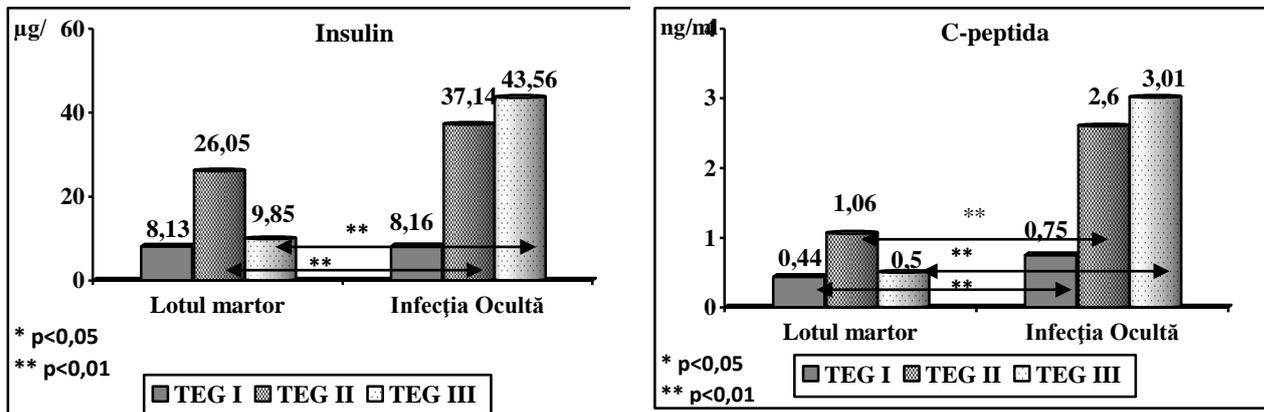 µg/
Insulin
60
40
20
0
8,13
26,05
9,85
8,16
37,14
43,56
**
**
Lotul martor
Infecţia Ocultă
* p<0,05
** p<0,01
TEG I TEG II TEG III
ng/ml
C-peptida
4
3
2
1
0
0,44
1,06
0,5
0,75
2,6
3,01
**
**
**
Lotul martor
Infecţia Ocultă
* p<0,05
** p<0,01
TEG I TEG II TEG III